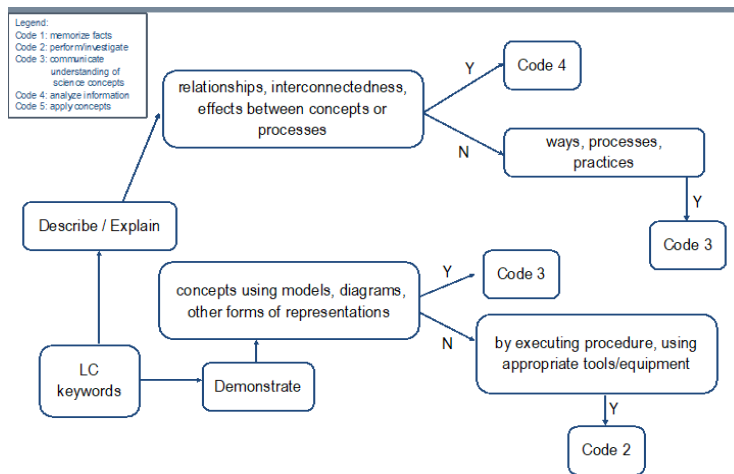 Legend:
Code 1: memorize facts
Code 2: perform/investigate
Code 3: communicate
understanding of
science concepts
Code 4: analyze information
Code 5: apply concepts
relationships, interconnectedness,
effects between concepts or
processes
Y
Code 4
N
ways, processes,
practices
Y
Code 3
Describe / Explain
concepts using models, diagrams,
other forms of representations
Y
Code 3
N
by executing procedure, using
appropriate tools/equipment
Y
Code 2
LC
keywords
Demonstrate